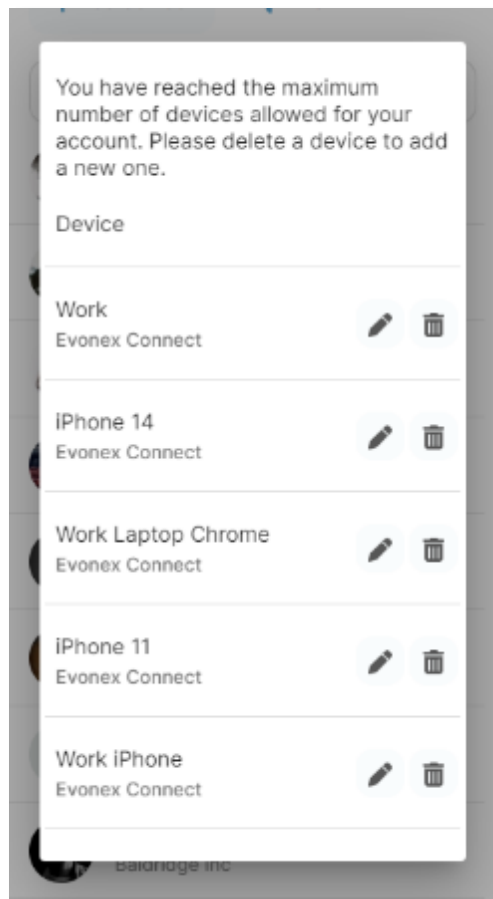 You have reached the maximum
number of devices allowed for your
account. Please delete a device to add
a new one.
Device
Work
Evonex Connect
iPhone 14
Evonex Connect
Work Laptop Chrome
Evonex Connect
iPhone 11
Evonex Connect
Work iPhone
Evonex Connect
Baldridge Inc